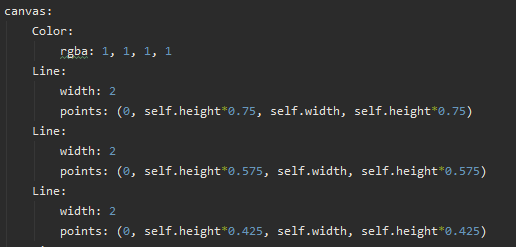 canvas:
Color:
rgba: 1, 1, 1, 1
Line:
width: 2
points: (0, self.height*0.75, self.width, self.height*0.75)
Line:
width: 2
points: (0, self.height*0.575, self.width, self.height*0.575)
Line:
width: 2
points: (0, self.height*0.425, self.width, self.height*0.425)